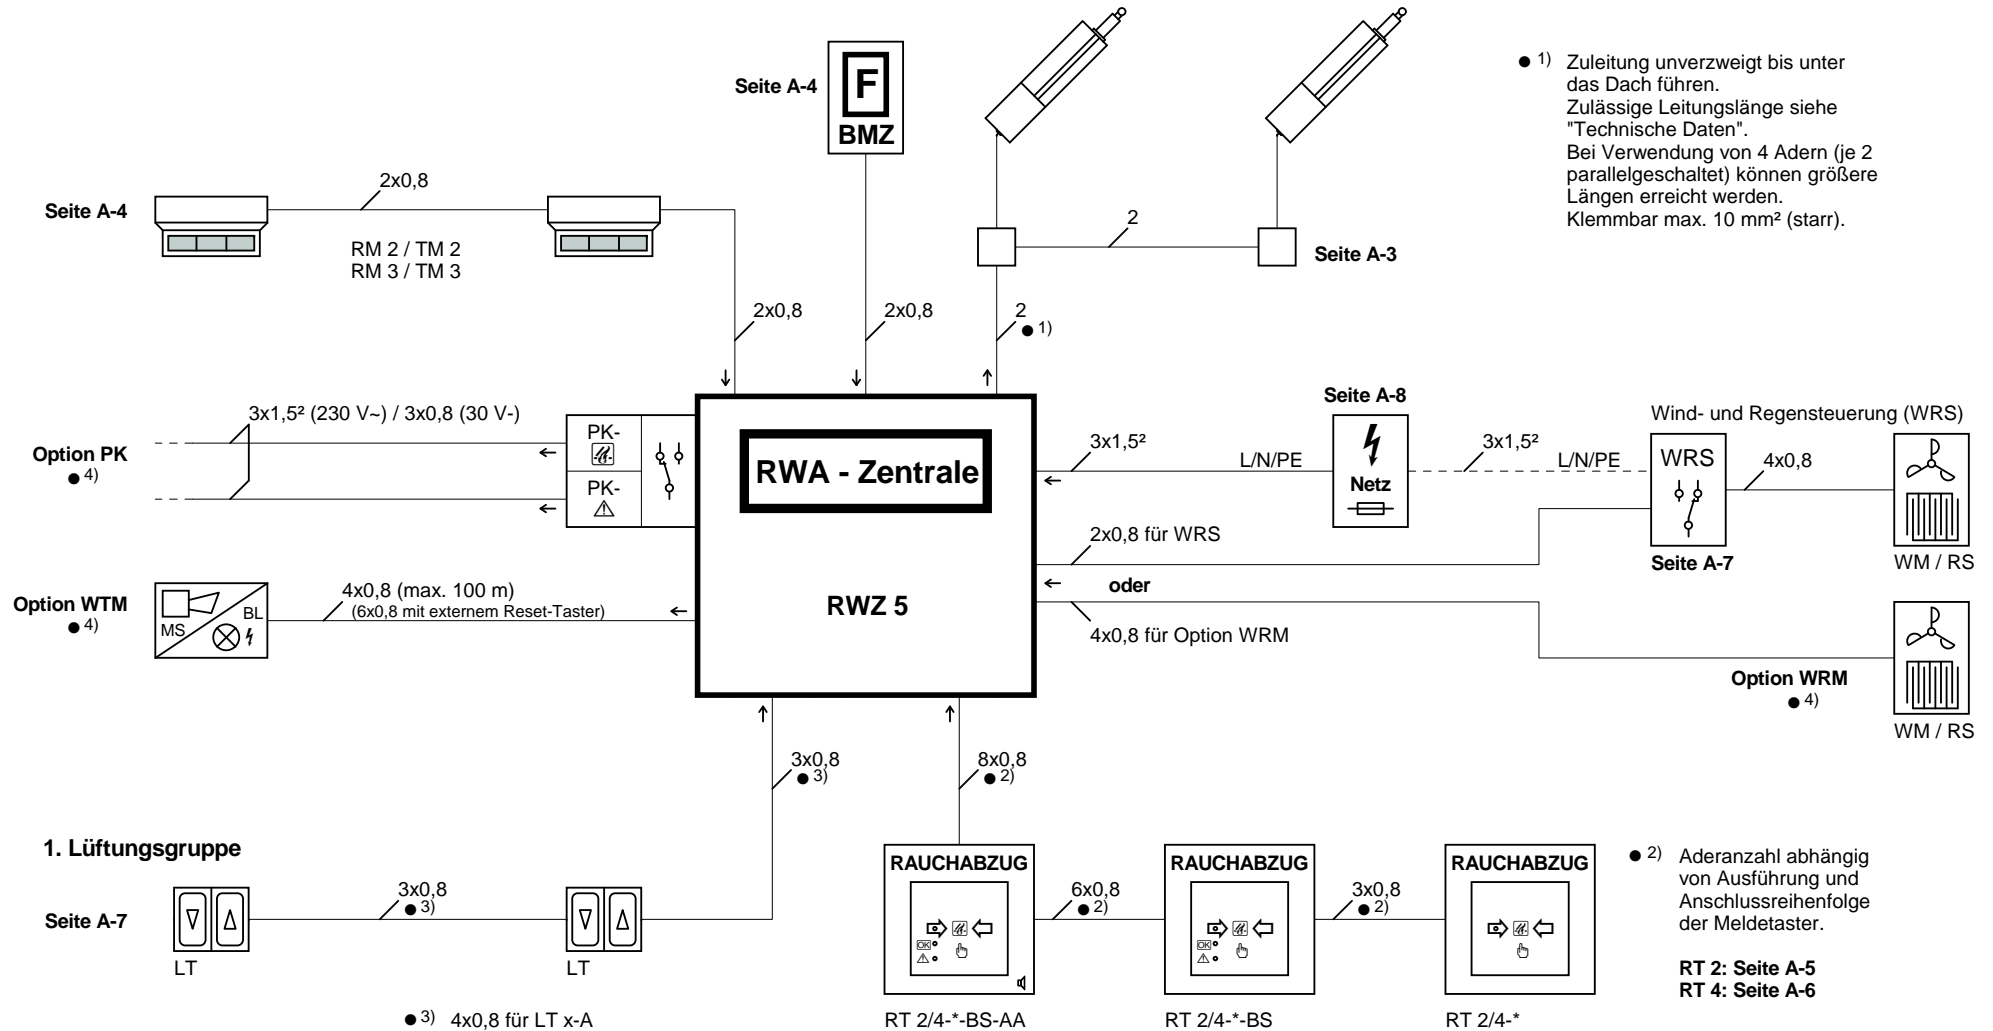 Seite A-4
F
BMZ
● 1) Zuleitung unverzweigt bis unter
das Dach führen.
Zulässige Leitungslänge siehe
"Technische Daten".
Bei Verwendung von 4 Adern (je 2
parallelgeschaltet) können größere
Längen erreicht werden.
Klemmbar max. 10 mm² (starr).
Seite A-4
2x0,8
RM 2 / TM 2
RM 3 / TM 3
2
Seite A-3
2x0,8
2x0,8
2
● 1)
Option PK
● 4)
3x1,5² (230 V~) / 3x0,8 (30 V-)
PK-
PK-
RWA - Zentrale
RWZ 5
3x1,5²
L/N/PE
Seite A-8
Netz
3x1,5²
L/N/PE
Wind- und Regensteuerung (WRS)
WRS
Seite A-7
4x0,8
WM / RS
2x0,8 für WRS
oder
4x0,8 für Option WRM
Option WRM
● 4)
WM / RS
Option WTM
● 4)
MS
BL
4x0,8 (max. 100 m)
(6x0,8 mit externem Reset-Taster)
3x0,8
● 3)
8x0,8
● 2)
1. Lüftungsgruppe
Seite A-7
LT
3x0,8
● 3)
LT
● 3) 4x0,8 für LT x-A
RAUCHABZUG
OK
RT 2/4-*-BS-AA
6x0,8
● 2)
RAUCHABZUG
OK
RT 2/4-*-BS
3x0,8
● 2)
RAUCHABZUG
RT 2/4-*
● 2) Aderanzahl abhängig
von Ausführung und
Anschlussreihenfolge
der Meldetaster.
RT 2: Seite A-5
RT 4: Seite A-6